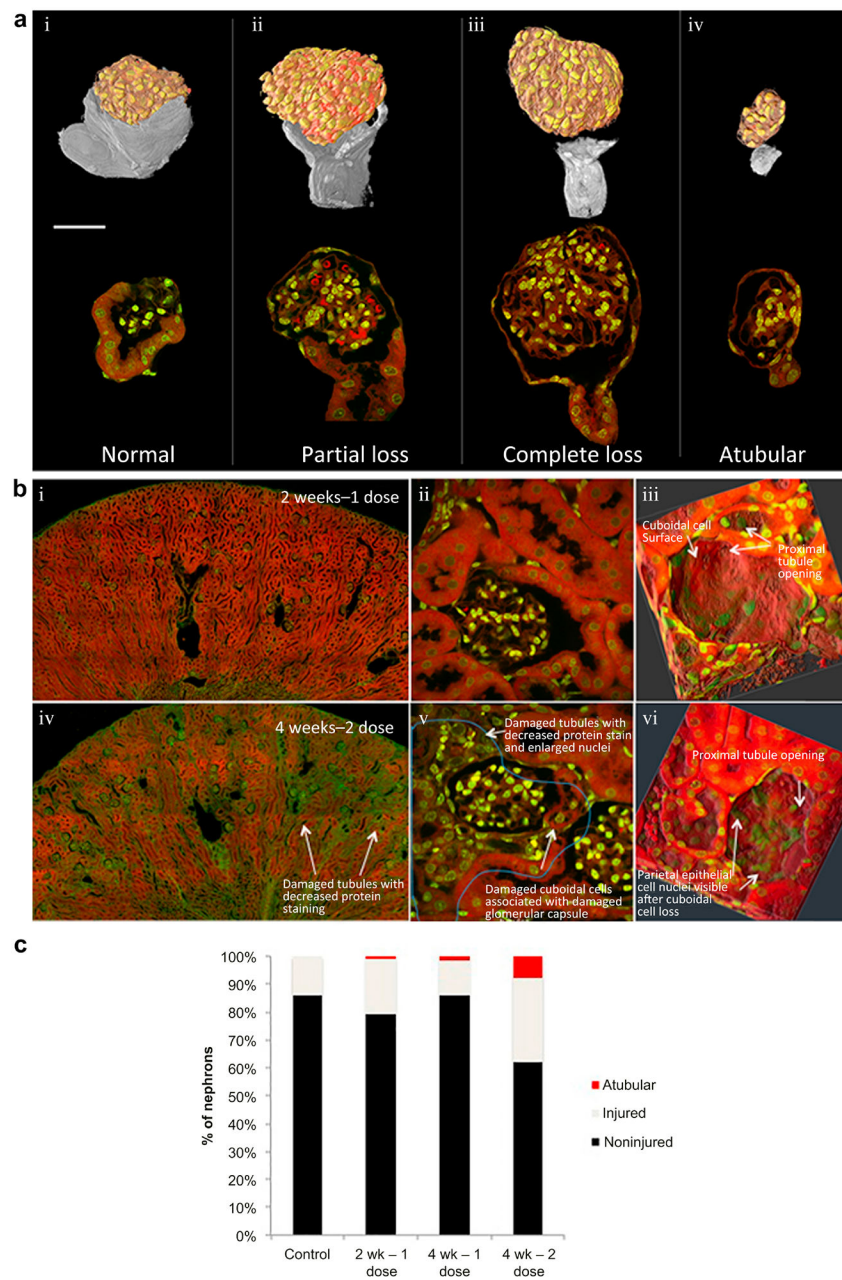 a
i
ii
iii
iv
Normal
Partial loss
Complete loss
Atubular
b
i
2 weeks–1 dose
ii
iii
Cuboidal cell
Surface
Proximal
tubule
opening
iv
4 weeks–2 dose
Damaged tubules with
decreased protein
staining
v
Damaged tubules with
decreased protein stain
and enlarged nuclei
Damaged cuboidal cells
associated with damaged
glomerular capsule
vi
Proximal tubule opening
Parietal epithelial
cell nuclei visible
after cuboidal
cell loss
c
% of nephrons
100%
90%
80%
70%
60%
50%
40%
30%
20%
10%
0%
Control
2 wk – 1
dose
4 wk – 1
dose
4 wk – 2
dose
Atubular
Injured
Noninjured